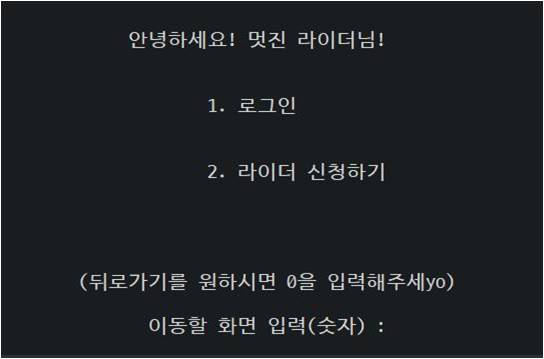 안녕하세요! 멋진 라이더님!
1. 로그인
2. 라이더 신청하기
(뒤로가기를 원하시면 0을 입력해주세yo)
이동할 화면 입력(숫자) :